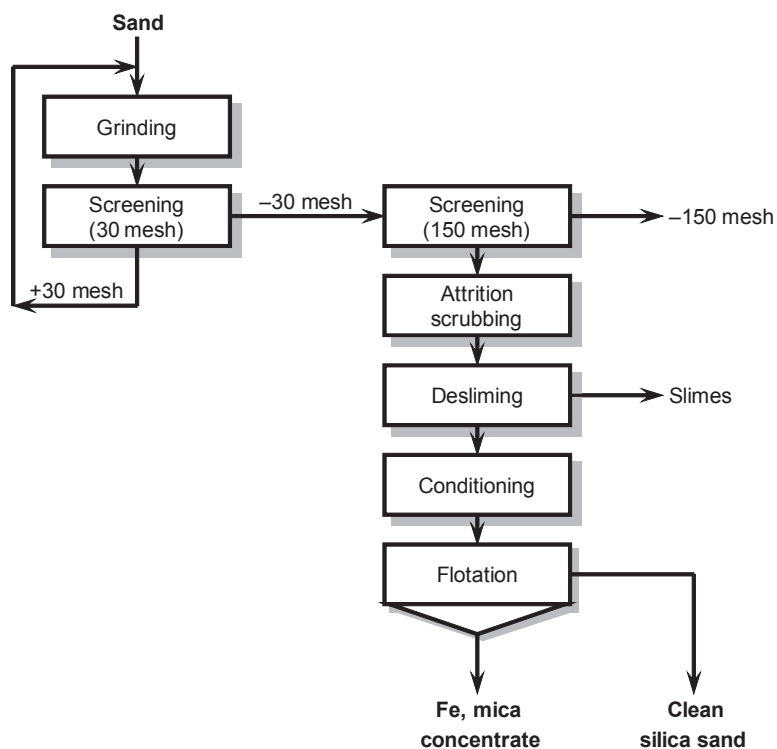 Sand
Grinding
Screening
(30 mesh)
–30 mesh
+30 mesh
Screening
(150 mesh)
–150 mesh
Attrition
scrubbing
Desliming
Slimes
Conditioning
Flotation
Fe, mica
concentrate
Clean
silica sand